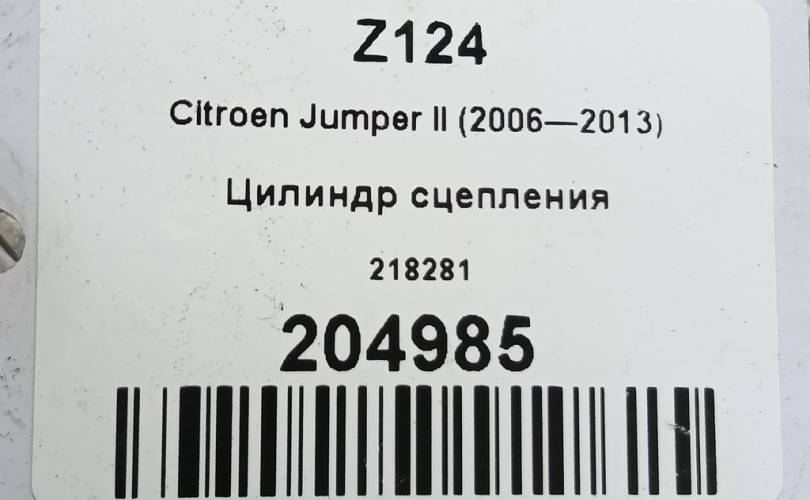 Z124
Citroen Jumper II (2006—2013)
Цилиндр сцепления
218281
204985